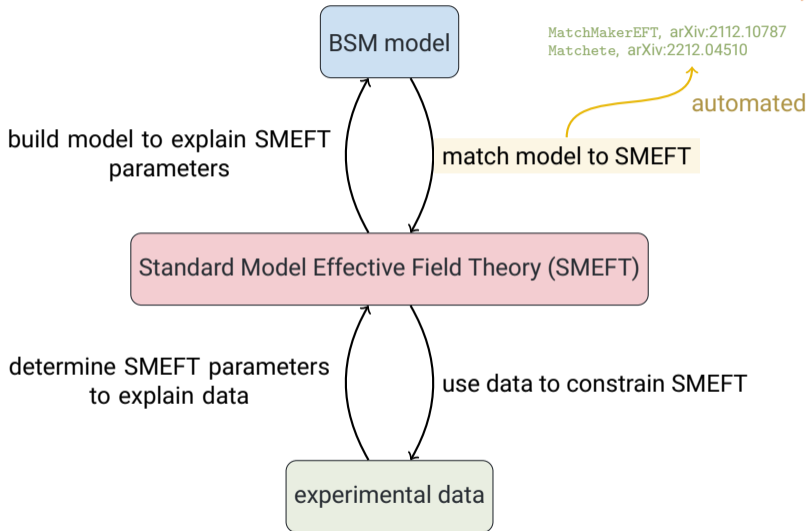 BSM model
MatchMakerEFT, arXiv:2112.10787
Matchete, arXiv:2212.04510
automated
build model to explain SMEFT
parameters
match model to SMEFT
Standard Model Effective Field Theory (SMEFT)
determine SMEFT parameters
to explain data
use data to constrain SMEFT
experimental data